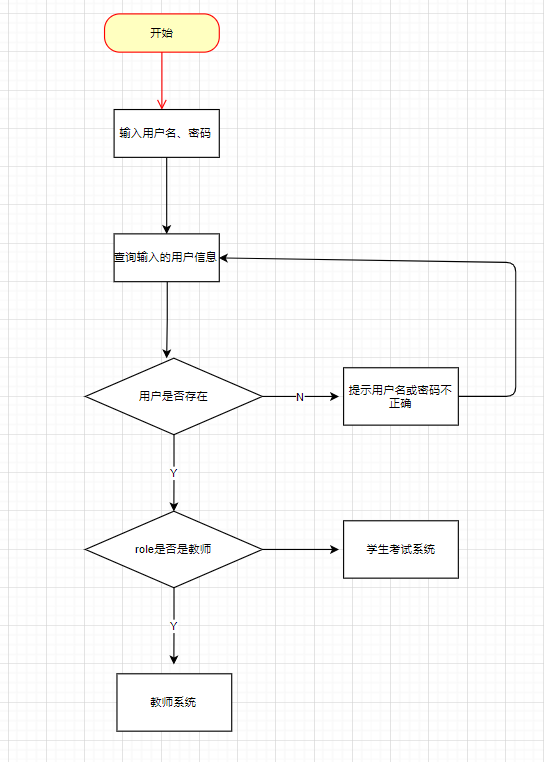 开始
输入用户名、密码
查询输入的用户信息
用户是否存在
N
提示用户名或密码不
正确
Y
role是否是教师
学生考试系统
Y
教师系统